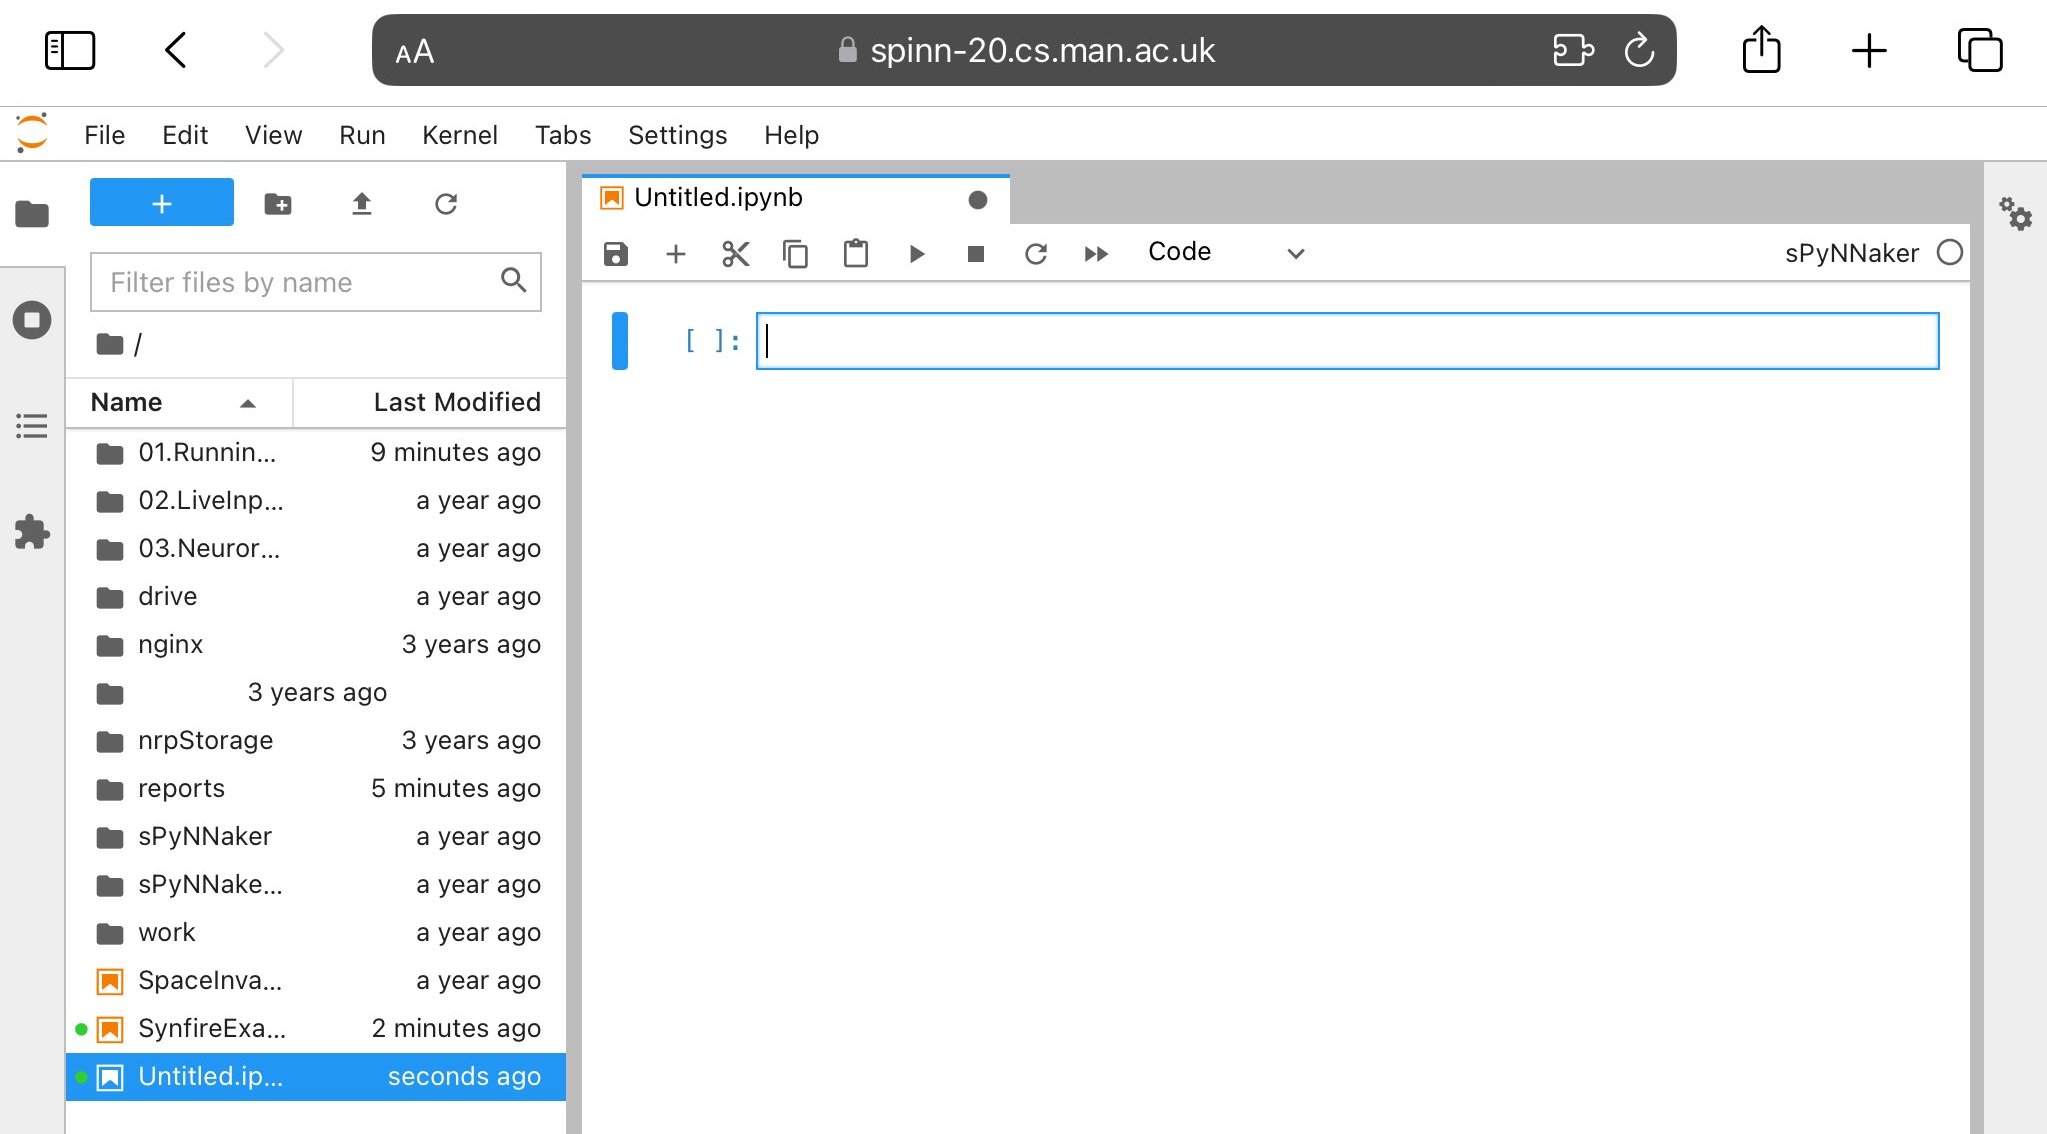 AA spinn-20.cs.man.ac.uk
File Edit View Run Kernel Tabs Settings Help
Untitled.ipynb
Code sPyNNaker
Filter files by name
/
[ ]:
Name Last Modified
01.Runnin... 9 minutes ago
02.LiveInp... a year ago
03.Neuror... a year ago
drive a year ago
nginx 3 years ago
3 years ago
nrpStorage 3 years ago
reports 5 minutes ago
sPyNNaker a year ago
sPyNNake... a year ago
work a year ago
SpaceInva... a year ago
SynfireExa... 2 minutes ago
Untitled.ip... seconds ago